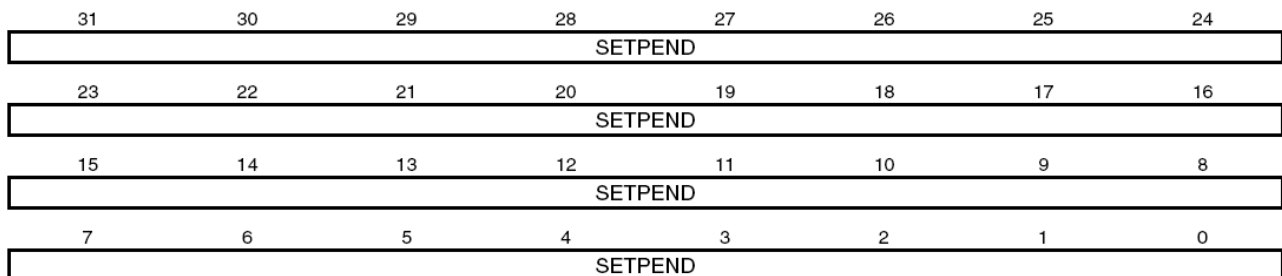 31 30 29 28 27 26 25 24
SETPEND
23 22 21 20 19 18 17 16
SETPEND
15 14 13 12 11 10 9 8
SETPEND
7 6 5 4 3 2 1 0
SETPEND